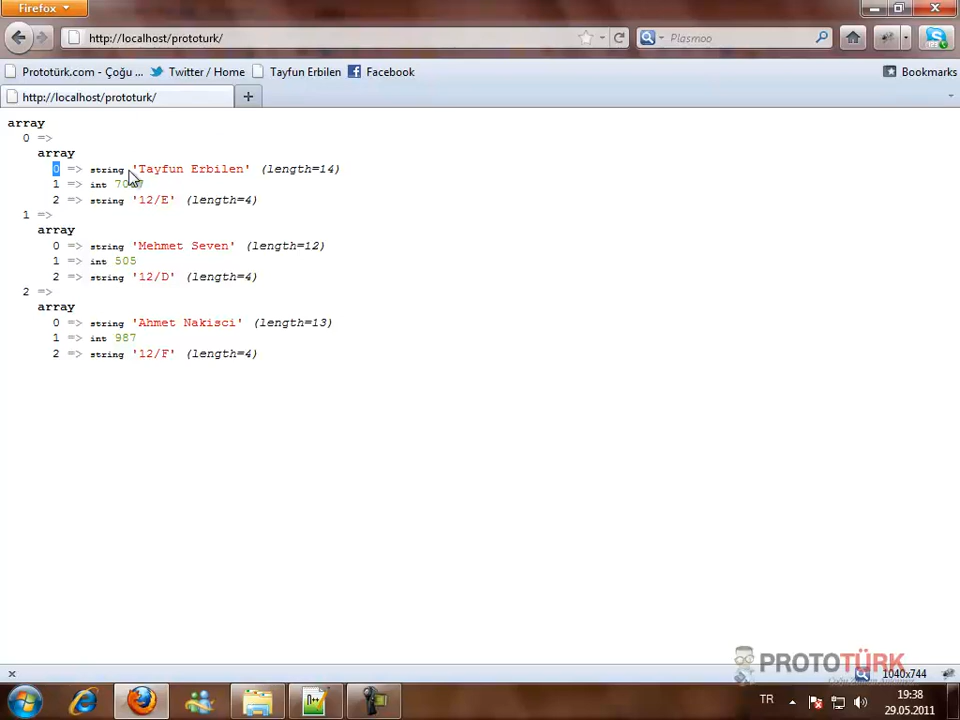 Firefox
http://localhost/prototurk/
Plasmoo
Prototürk.com - Çoğu ...
Twitter / Home
Tayfun Erbilen
Facebook
Bookmarks
http://localhost/prototurk/
array
0 =>
array
0 => string 'Tayfun Erbilen' (length=14)
1 => int
2 => string '12/E' (length=4)
1 =>
array
0 => string 'Mehmet Seven' (length=12)
1 => int 505
2 => string '12/D' (length=4)
2 =>
array
0 => string 'Ahmet Nakisci' (length=13)
1 => int 987
2 => string '12/F' (length=4)
PROTOTÜRK
1040x744
TR
19:38
29.05.2011